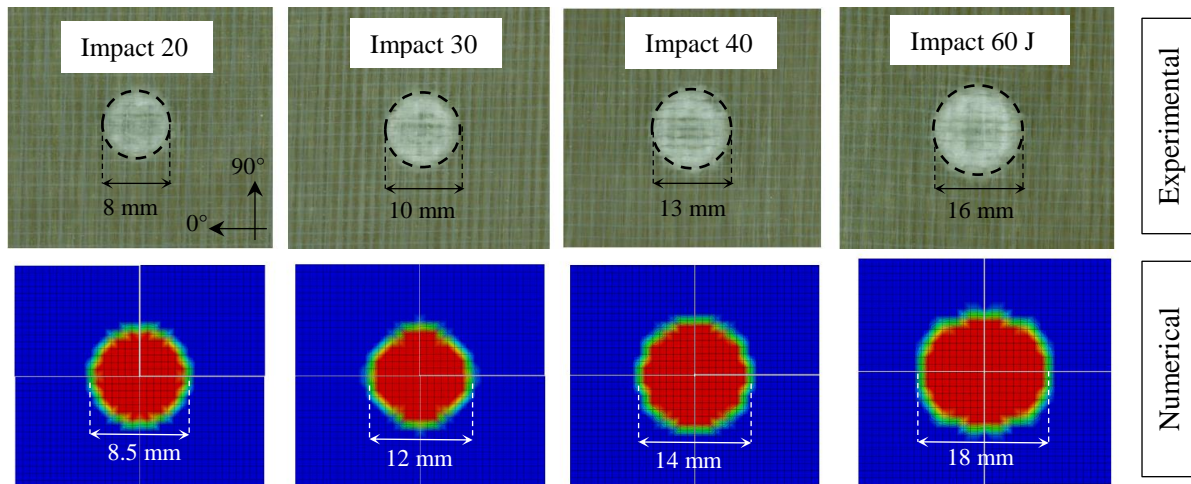 Impact 20
Impact 30
Impact 40
Impact 60 J
Experimental
90°
0°
8 mm
10 mm
13 mm
16 mm
Numerical
8.5 mm
12 mm
14 mm
18 mm